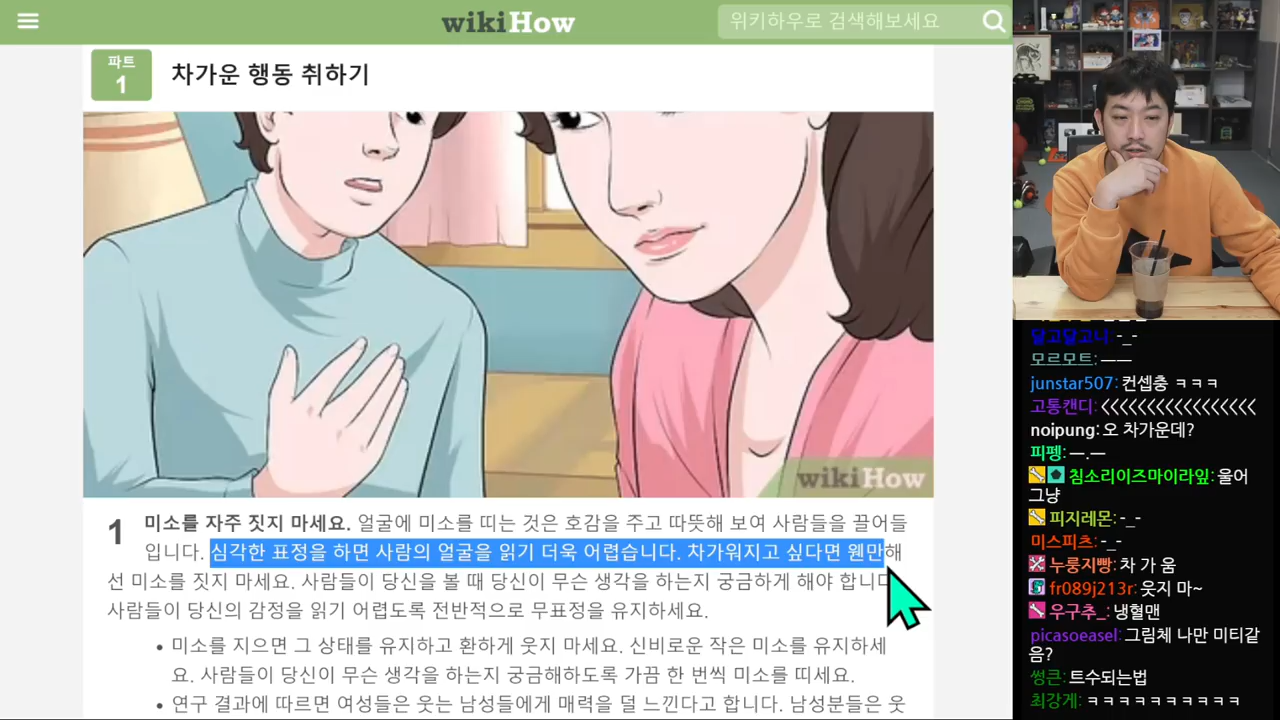 wikiHow
위키하우로 검색해보세요
파트
1
차가운 행동 취하기
wikiHow
1
미소를 자주 짓지 마세요. 얼굴에 미소를 띠는 것은 호감을 주고 따뜻해 보여 사람들을 끌어들
입니다. 심각한 표정을 하면 사람의 얼굴을 읽기 더욱 어렵습니다. 차가워지고 싶다면 웬만해
선 미소를 짓지 마세요. 사람들이 당신을 볼 때 당신이 무슨 생각을 하는지 궁금하게 해야 합니다
사람들이 당신의 감정을 읽기 어렵도록 전반적으로 무표정을 유지하세요.
• 미소를 지으면 그 상태를 유지하고 환하게 웃지 마세요. 신비로운 작은 미소를 유지하세
요. 사람들이 당신이 무슨 생각을 하는지 궁금해하도록 가끔 한 번씩 미소를 띠세요.
• 연구 결과에 따르면 여성들은 웃는 남성들에게 매력을 덜 느낀다고 합니다. 남성분들은 웃
달고달고니: -_-
모르모트: ㅡㅡ
junstar507: 컨셉충 ㅋㅋㅋ
고통캔디: 〈〈〈〈〈〈〈〈〈〈〈〈〈〈〈〈〈
noipung: 오 차가운데?
피펭: ㅡ.ㅡ
침소리이즈마이라잎: 울어
그냥
피지레몬: -_-
미스피츠: -_-
누룽지빵: 차 가 움
fr089j213r: 웃지 마~
우구추_: 냉혈맨
picasoeasel: 그림체 나만 미티같
음?
썽큰: 트수되는법
최강게: ㅋㅋㅋㅋㅋㅋㅋㅋㅋㅋ